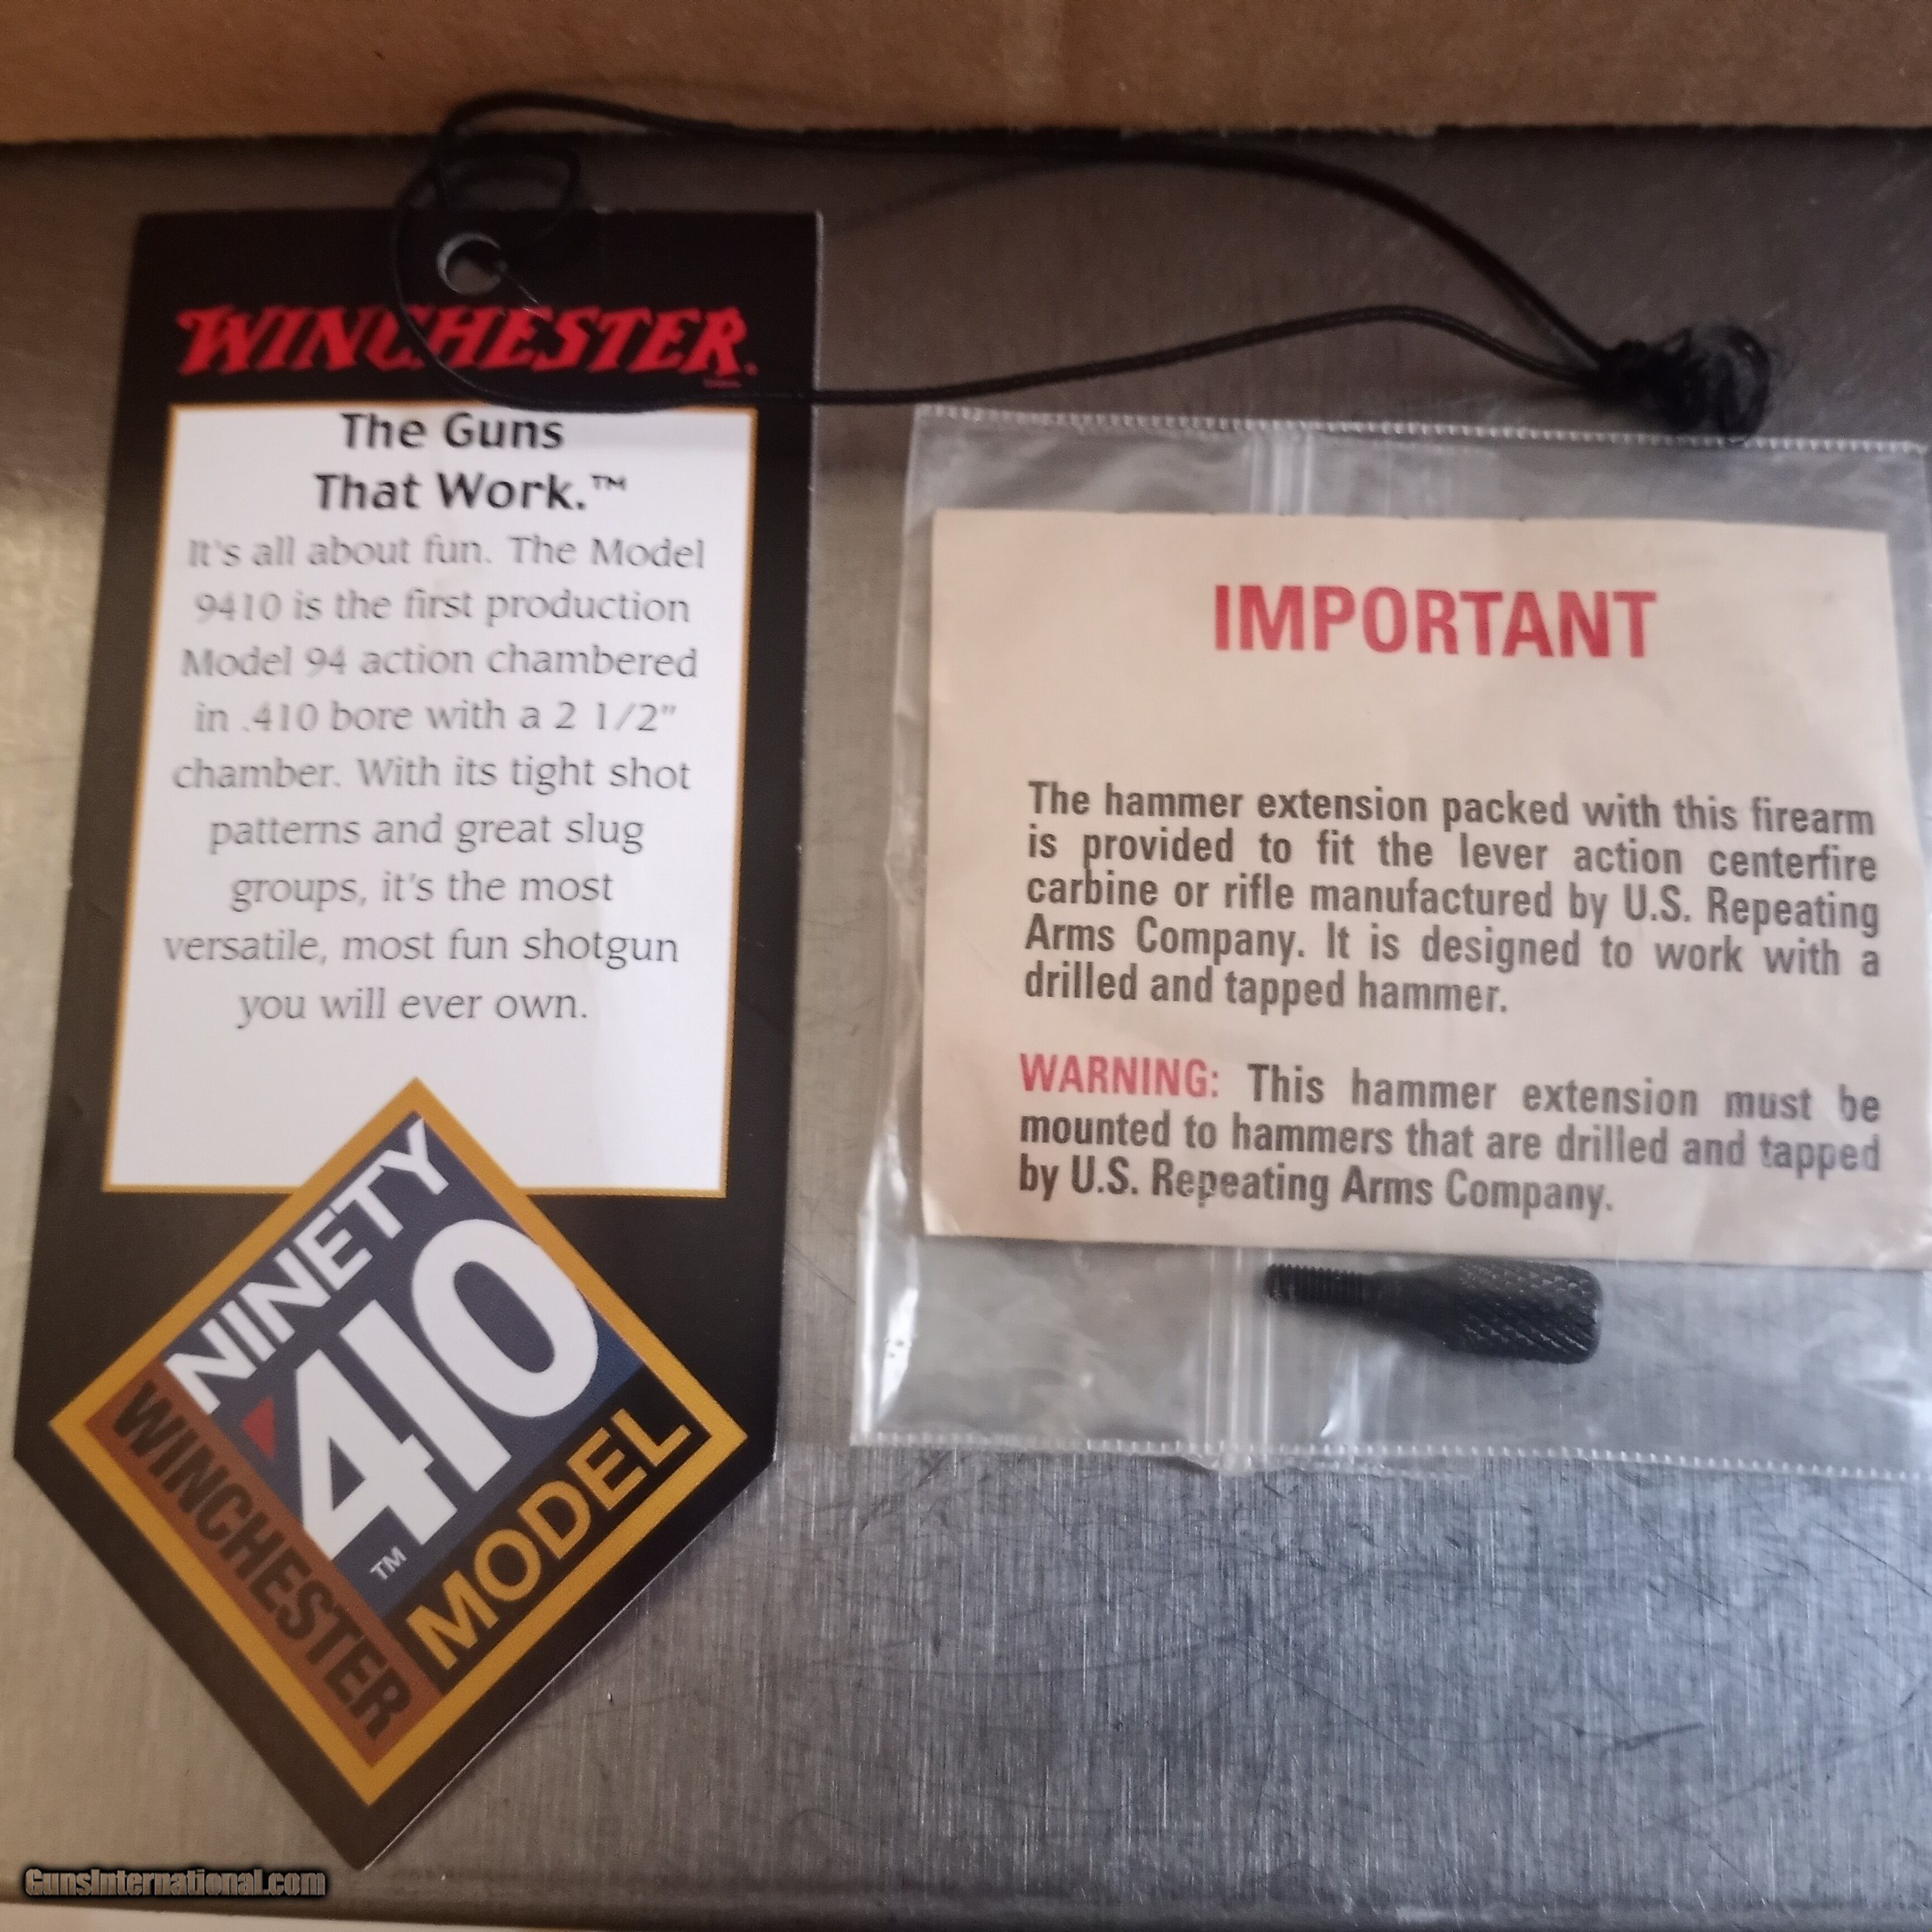 WINCHESTER
The Guns
That Work.™
It's all about fun. The Model
9410 is the first production
Model 94 action chambered
in .410 bore with a 2 1/2"
chamber. With its tight shot
patterns and great slug
groups, it's the most
versatile, most fun shotgun
you will ever own.
NINETY
410
™
WINCHESTER
MODEL
IMPORTANT
The hammer extension packed with this firearm
is provided to fit the lever action centerfire
carbine or rifle manufactured by U.S. Repeating
Arms Company. It is designed to work with a
drilled and tapped hammer.
WARNING: This hammer extension must be
mounted to hammers that are drilled and tapped
by U.S. Repeating Arms Company.
GunsInternational.com